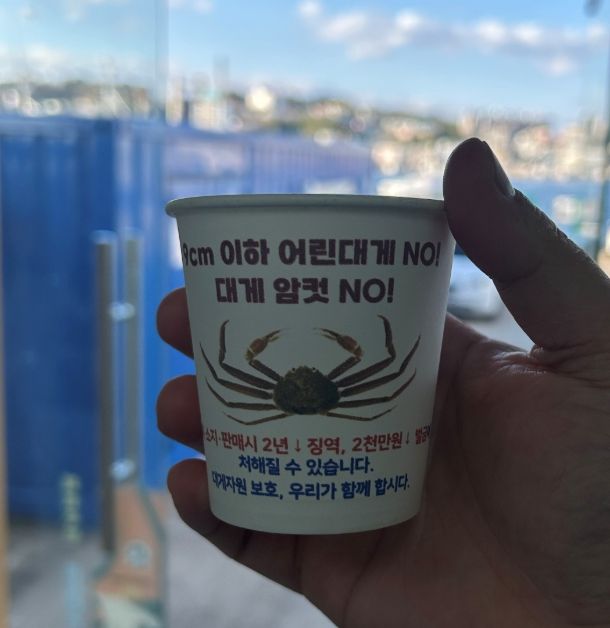 9cm 이하 어린대게 NO!
대게 암컷 NO!
소지·판매시 2년↓징역, 2천만원↓ 벌금
처해질 수 있습니다.
대게자원 보호, 우리가 함께 합시다.